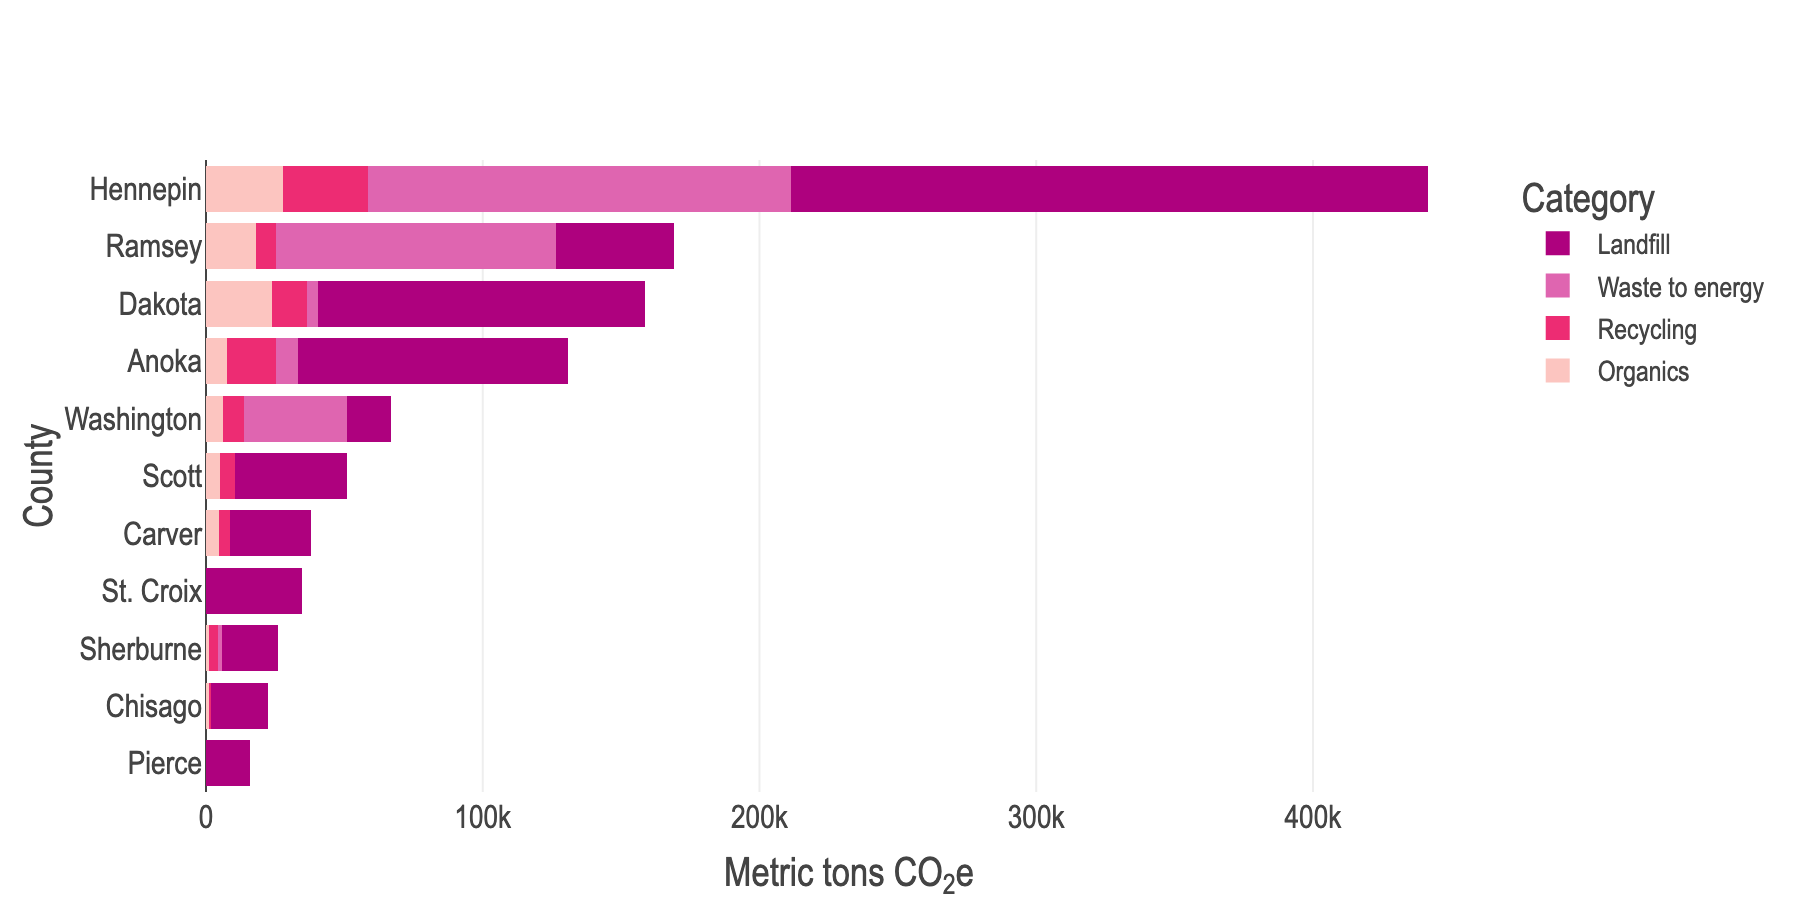 Hennepin
Ramsey
Dakota
Anoka
Washington
Scott
Carver
St. Croix
Sherburne
Chisago
Pierce
County
0 100k 200k 300k 400k
Metric tons CO₂e
Category
Landfill
Waste to energy
Recycling
Organics